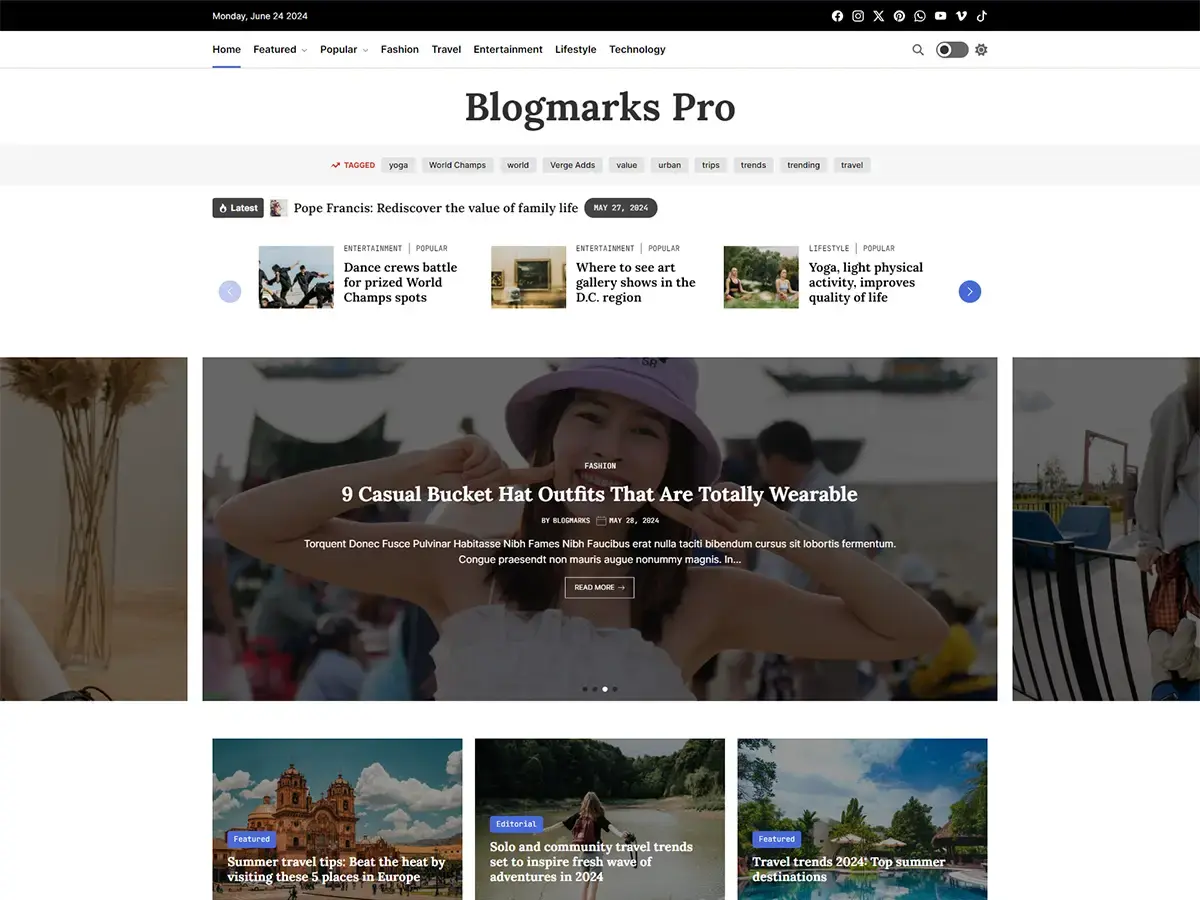 Monday, June 24 2024
Home Featured Popular Fashion Travel Entertainment Lifestyle Technology
Blogmarks Pro
TAGGED yoga World Champs world Verge Adds value urban trips trends trending travel
Latest Pope Francis: Rediscover the value of family life MAY 27, 2024
ENTERTAINMENT | POPULAR
Dance crews battle
for prized World
Champs spots
ENTERTAINMENT | POPULAR
Where to see art
gallery shows in the
D.C. region
LIFESTYLE | POPULAR
Yoga, light physical
activity, improves
quality of life
SR
FASHION
9 Casual Bucket Hat Outfits That Are Totally Wearable
BY BLOGMARKS MAY 28, 2024
Torquent Donec Fusce Pulvinar Habitasse Nibh Fames Nibh Faucibus erat nulla taciti bibendum cursus sit lobortis fermentum.
Congue praesendt non mauris augue nonummy magnis. In...
READ MORE →
Featured
Summer travel tips: Beat the heat by
visiting these 5 places in Europe
Editorial
Solo and community travel trends
set to inspire fresh wave of
adventures in 2024
Featured
Travel trends 2024: Top summer
destinations